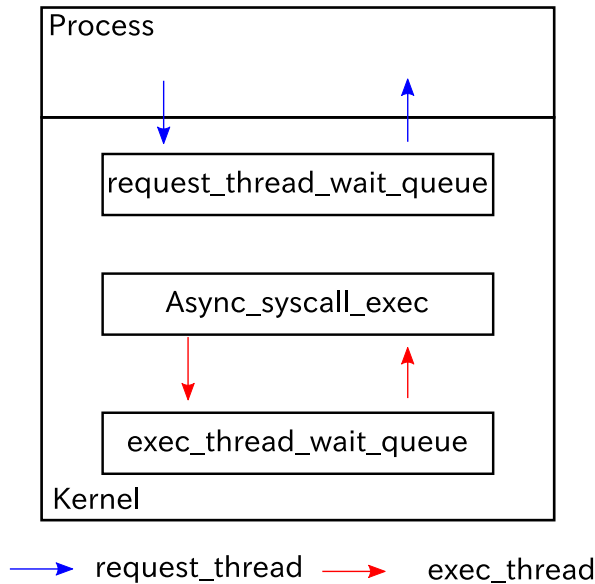 Process
request_thread_wait_queue
Async_syscall_exec
exec_thread_wait_queue
Kernel
request_thread exec_thread